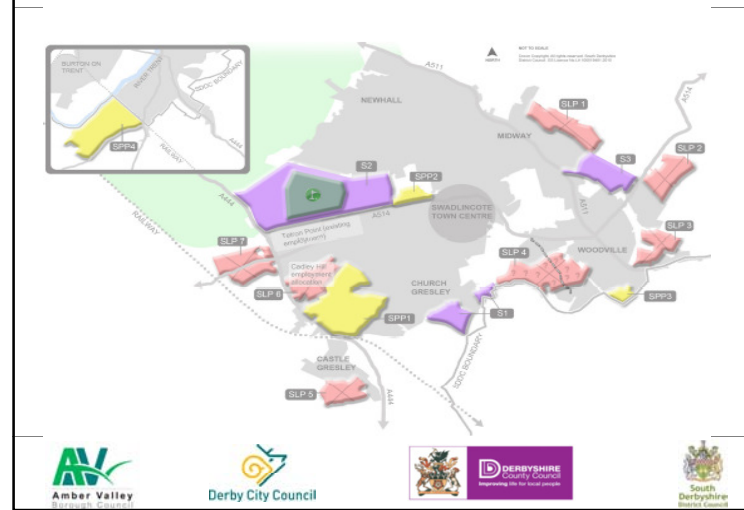 BURTON ON
TRENT
RIVER TRENT
SDDC BOUNDARY
SPP4
RAILWAY
A444
A511
NORTH
NOT TO SCALE
NEWHALL
MIDWAY
SLP 1
A514
S3
SLP 2
S2
SPP2
A444
A514
A511
SWADLINCOTE
TOWN CENTRE
RAILWAY
Tetron Point (existing
employment)
WOODVILLE
SLP 3
SLP 7
Cadley Hill
employment
allocation
SLP 6
CHURCH
GRESLEY
SLP 4
SPP1
S1
SPP3
SDDC BOUNDARY
CASTLE
GRESLEY
SLP 5
A444
AV
Amber Valley
Borough Council
Derby City Council
DERBYSHIRE
County Council
Improving life for local people
South
Derbyshire
District Council